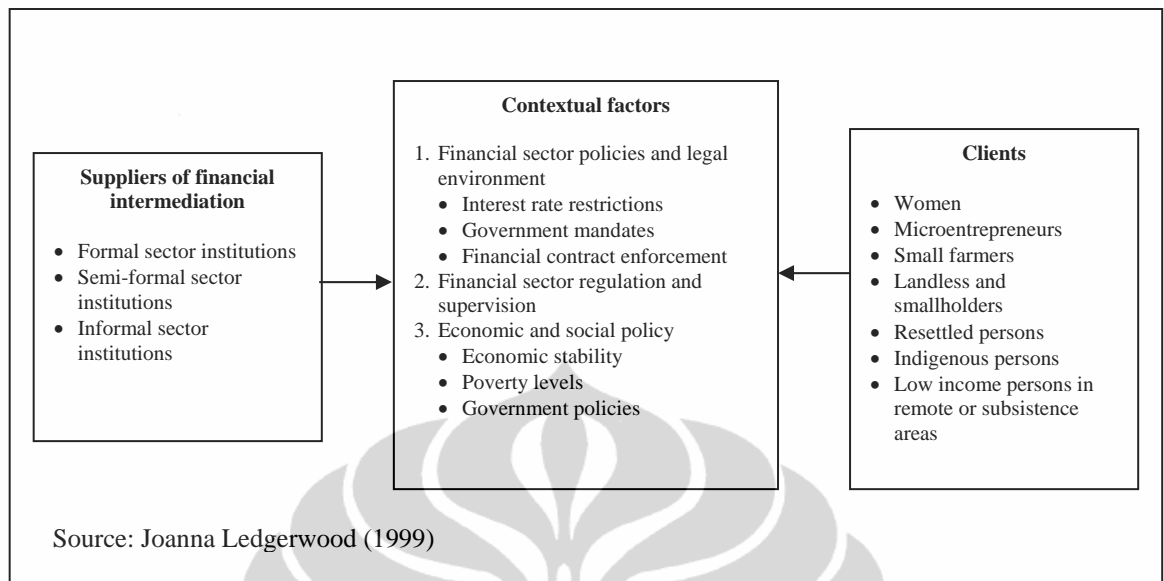 Suppliers of financial
intermediation
• Formal sector institutions
• Semi-formal sector
institutions
• Informal sector
institutions
Contextual factors
1. Financial sector policies and legal
environment
• Interest rate restrictions
• Government mandates
• Financial contract enforcement
2. Financial sector regulation and
supervision
3. Economic and social policy
• Economic stability
• Poverty levels
• Government policies
Clients
• Women
• Microentrepreneurs
• Small farmers
• Landless and
smallholders
• Resettled persons
• Indigenous persons
• Low income persons in
remote or subsistence
areas
Source: Joanna Ledgerwood (1999)